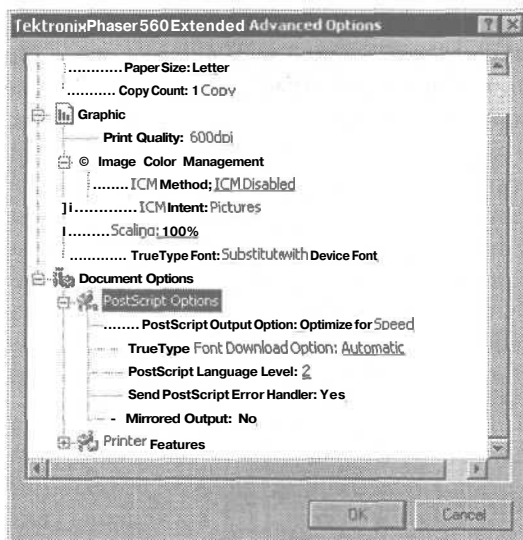 TektronixPhaser560Extended Advanced Options
............ Paper Size: Letter
........... Copy Count: 1 Copy
Graphic
Print Quality: 600dpi
© Image Color Management
........ICM Method; ICM Disabled
]i.............ICM Intent: Pictures
I.........Scaling: 100%
............. TrueType Font: Substitute with Device Font
Document Options
PostScript Options
........ PostScript Output Option: Optimize for Speed
TrueType Font Download Option: Automatic
PostScript Language Level: 2
Send PostScript Error Handler: Yes
- Mirrored Output: No
Printer Features
OK Cancel